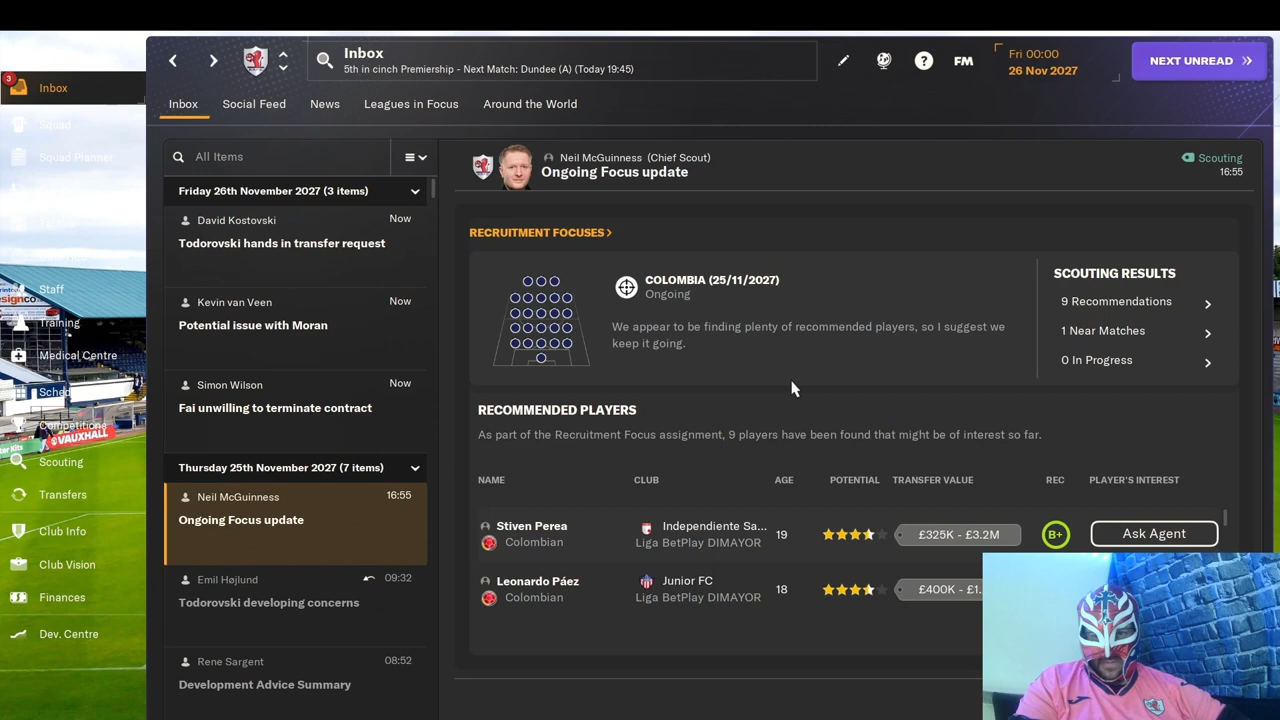 Inbox
5th in cinch Premiership - Next Match: Dundee (A) (Today 19:45)
Fri 00:00
26 Nov 2027
FM
NEXT UNREAD
3
Inbox
Squad
Squad Planner
Staff
Training
Medical Centre
Sched
Competitions
Scouting
Transfers
Club Info
Club Vision
Finances
Dev. Centre
VAUXHALL
Inbox
Social Feed
News
Leagues in Focus
Around the World
All Items
Friday 26th November 2027 (3 items)
David Kostovski
Now
Todorovski hands in transfer request
Kevin van Veen
Now
Potential issue with Moran
Simon Wilson
Now
Fai unwilling to terminate contract
Thursday 25th November 2027 (7 items)
Neil McGuinness
16:55
Ongoing Focus update
Emil Højlund
09:32
Todorovski developing concerns
Rene Sargent
08:52
Development Advice Summary
Neil McGuinness (Chief Scout)
Ongoing Focus update
Scouting
16:55
RECRUITMENT FOCUSES >
COLOMBIA (25/11/2027)
Ongoing
We appear to be finding plenty of recommended players, so I suggest we
keep it going.
SCOUTING RESULTS
9 Recommendations
1 Near Matches
0 In Progress
RECOMMENDED PLAYERS
As part of the Recruitment Focus assignment, 9 players have been found that might be of interest so far.
NAME CLUB AGE POTENTIAL TRANSFER VALUE REC PLAYER'S INTEREST
Stiven Perea
Colombian
Independiente Sa...
Liga BetPlay DIMAYOR
19
£325K - £3.2M
B+
Ask Agent
Leonardo Páez
Colombian
Junior FC
Liga BetPlay DIMAYOR
18
£400K - £1.